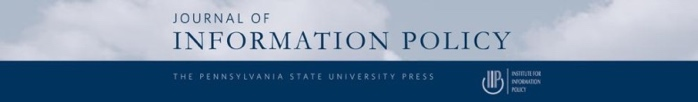 JOURNAL OF
INFORMATION POLICY
THE PENNSYLVANIA STATE UNIVERSITY PRESS
IIP
INSTITUTE FOR
INFORMATION
POLICY